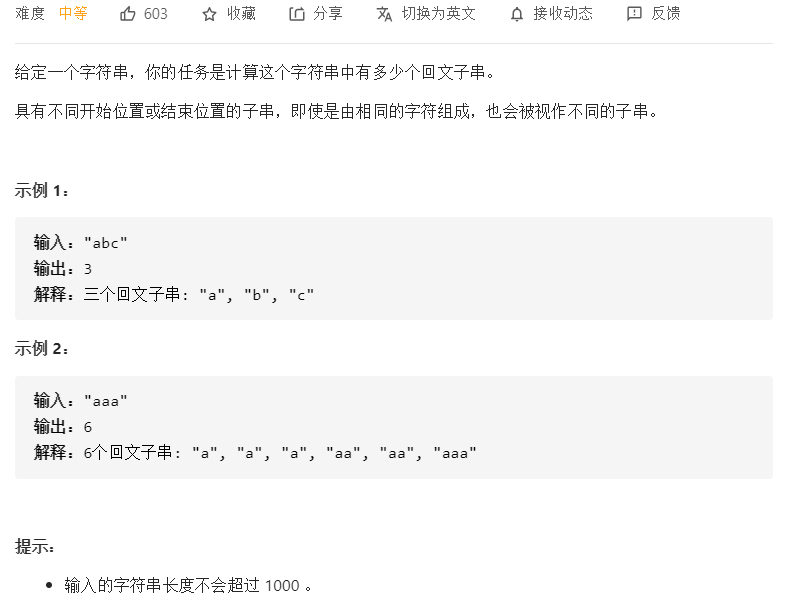 难度 中等 603 收藏 分享 切换为英文 接收动态 反馈
给定一个字符串，你的任务是计算这个字符串中有多少个回文子串。
具有不同开始位置或结束位置的子串，即使是由相同的字符组成，也会被视作不同的子串。
示例 1：
输入："abc"
输出：3
解释：三个回文子串: "a", "b", "c"
示例 2：
输入："aaa"
输出：6
解释：6个回文子串: "a", "a", "a", "aa", "aa", "aaa"
提示：
• 输入的字符串长度不会超过 1000 。